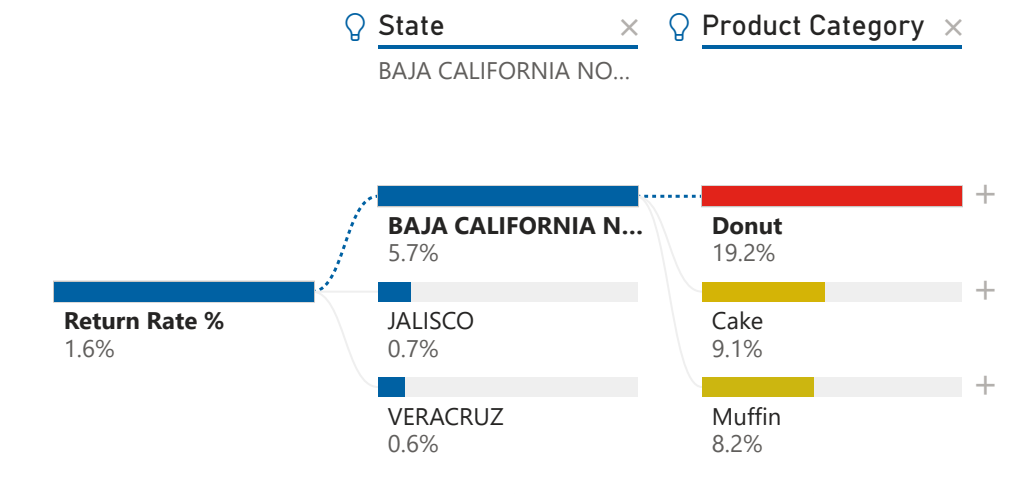 State
Product Category
BAJA CALIFORNIA NO...
BAJA CALIFORNIA N...
5.7%
Donut
19.2%
Return Rate %
1.6%
JALISCO
0.7%
Cake
9.1%
VERACRUZ
0.6%
Muffin
8.2%